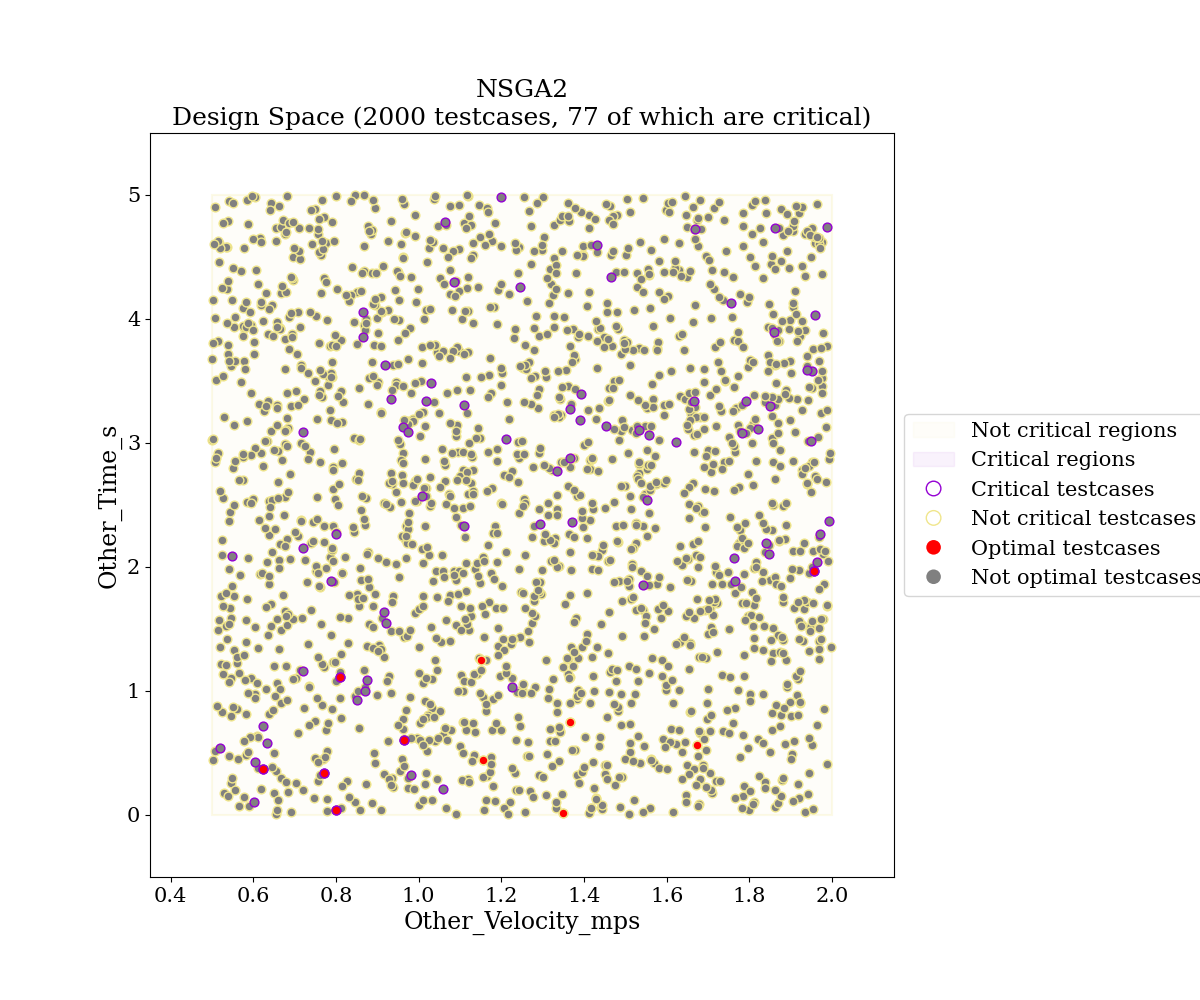 NSGA2
Design Space (2000 testcases, 77 of which are critical)
5
4
3
2
1
0
Other_Time_s
0.4 0.6 0.8 1.0 1.2 1.4 1.6 1.8 2.0
Other_Velocity_mps
Not critical regions
Critical regions
Critical testcases
Not critical testcases
Optimal testcases
Not optimal testcases